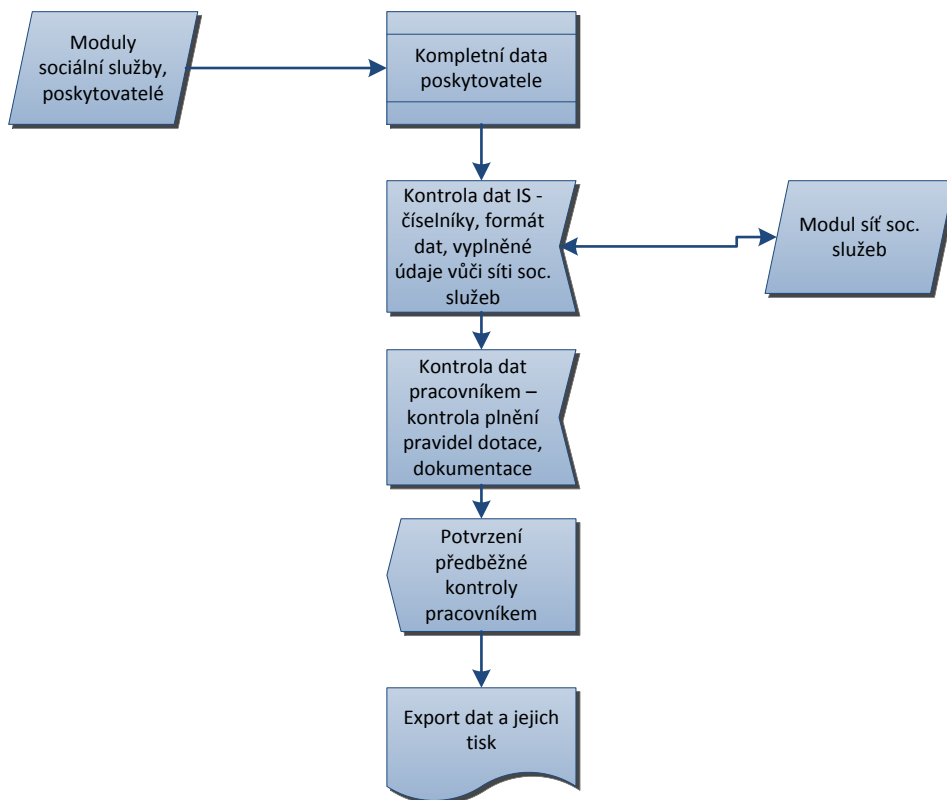 Moduly
sociální služby,
poskytovatelé
Kompletní data
poskytovatele
Kontrola dat IS -
číselníky, formát
dat, vyplněné
údaje vůči síti soc.
služeb
Modul síť soc.
služeb
Kontrola dat
pracovníkem –
kontrola plnění
pravidel dotace,
dokumentace
Potvrzení
předběžné
kontroly
pracovníkem
Export dat a jejich
tisk